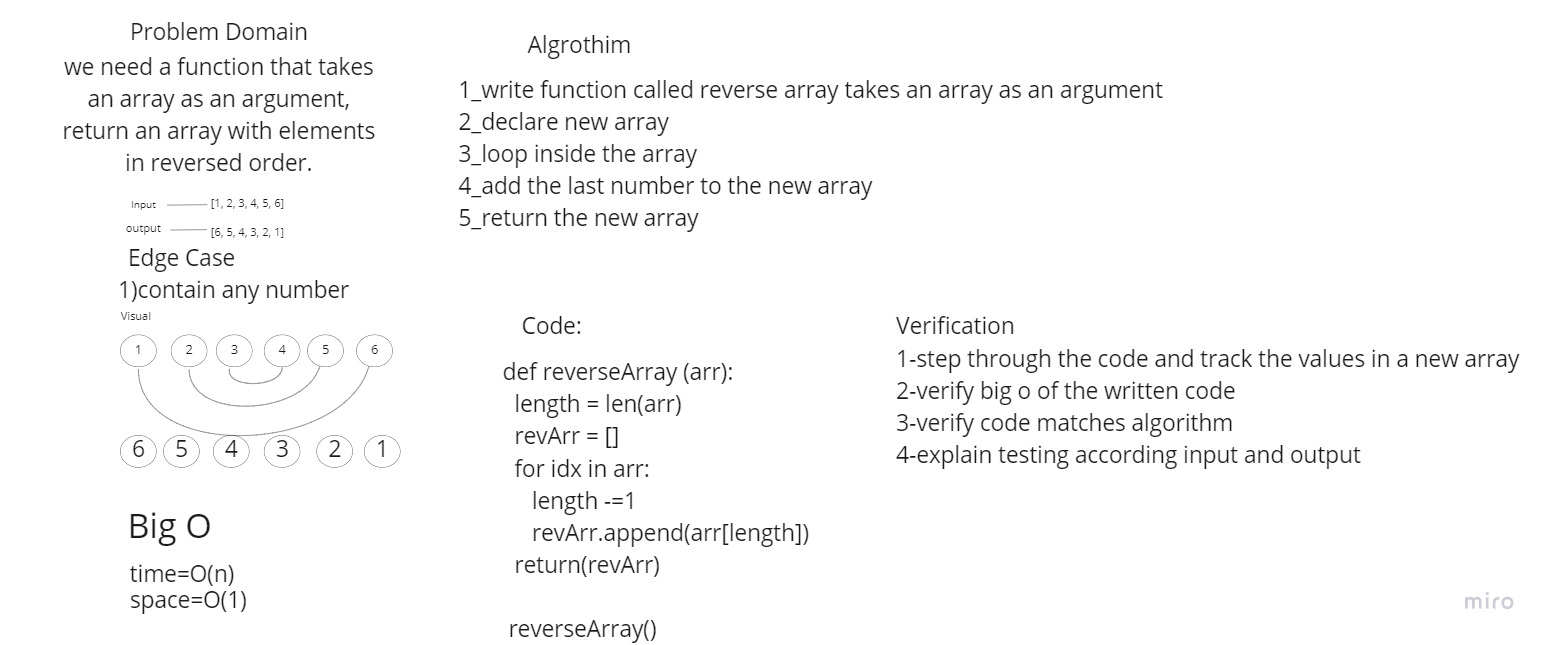 Problem Domain
we need a function that takes
an array as an argument,
return an array with elements
in reversed order.
Input [1, 2, 3, 4, 5, 6]
output [6, 5, 4, 3, 2, 1]
Edge Case
1)contain any number
Visual
1 2 3 4 5 6
6 5 4 3 2 1
Big O
time=O(n)
space=O(1)
Algrothim
1_write function called reverse array takes an array as an argument
2_declare new array
3_loop inside the array
4_add the last number to the new array
5_return the new array
Code:
def reverseArray (arr):
length = len(arr)
revArr = []
for idx in arr:
length -=1
revArr.append(arr[length])
return(revArr)
reverseArray()
Verification
1-step through the code and track the values in a new array
2-verify big o of the written code
3-verify code matches algorithm
4-explain testing according input and output
miro